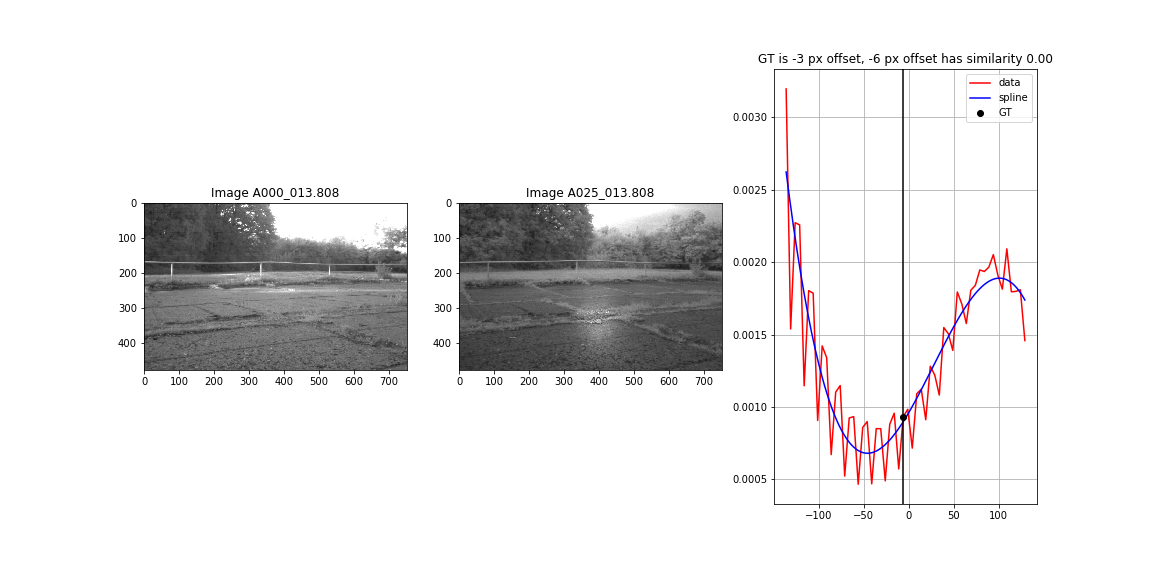 GT is -3 px offset, -6 px offset has similarity 0.00
data
spline
GT
0.0030
0.0025
0.0020
0.0015
0.0010
0.0005
−100 −50 0 50 100
Image A000_013.808
0
100
200
300
400
0 100 200 300 400 500 600 700
Image A025_013.808
0
100
200
300
400
0 100 200 300 400 500 600 700